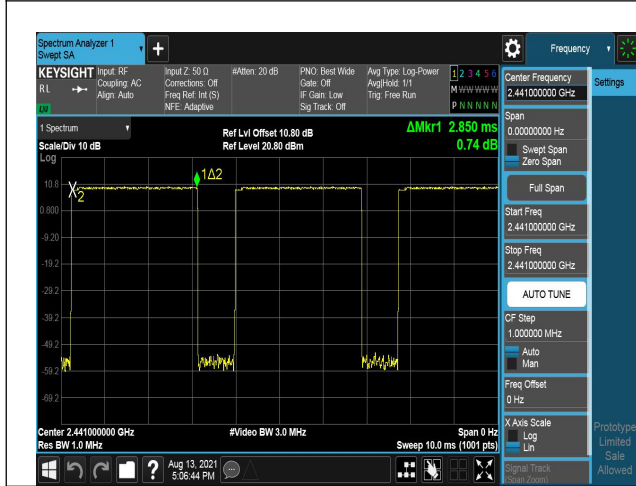 Spectrum Analyzer 1
Swept SA
+
Frequency
KEYSIGHT
Input: RF
Input Z: 50 Ω
#Atten: 20 dB
PNO: Best Wide
Avg Type: Log-Power
1 2 3 4 5 6
RL
Coupling: AC
Corrections: Off
Gate: Off
Avg|Hold: 1/1
M W W W W W
Align: Auto
Freq Ref: Int (S)
IF Gain: Low
Trig: Free Run
NFE: Adaptive
Sig Track: Off
P N N N N N
1 Spectrum
Scale/Div 10 dB
Ref Lvl Offset 10.80 dB
Ref Level 20.80 dBm
ΔMkr1 2.850 ms
0.74 dB
Log
10.8
0.800
-9.20
-19.2
-29.2
-39.2
-59.2
-69.2
X2
1Δ2
Center 2.441000000 GHz
#Video BW 3.0 MHz
Span 0 Hz
Res BW 1.0 MHz
Sweep 10.0 ms (1001 pts)
?
Aug 13, 2021
5:06:44 PM
Center Frequency
2.441000000 GHz
Settings
Span
0.00000000 Hz
Swept Span
Zero Span
Full Span
Start Freq
2.441000000 GHz
Stop Freq
2.441000000 GHz
AUTO TUNE
CF Step
1.000000 MHz
Auto
Man
Freq Offset
0 Hz
X Axis Scale
Log
Lin
Signal Track
(Span Zoom)
Prototype
Limited
Sale
Allowed